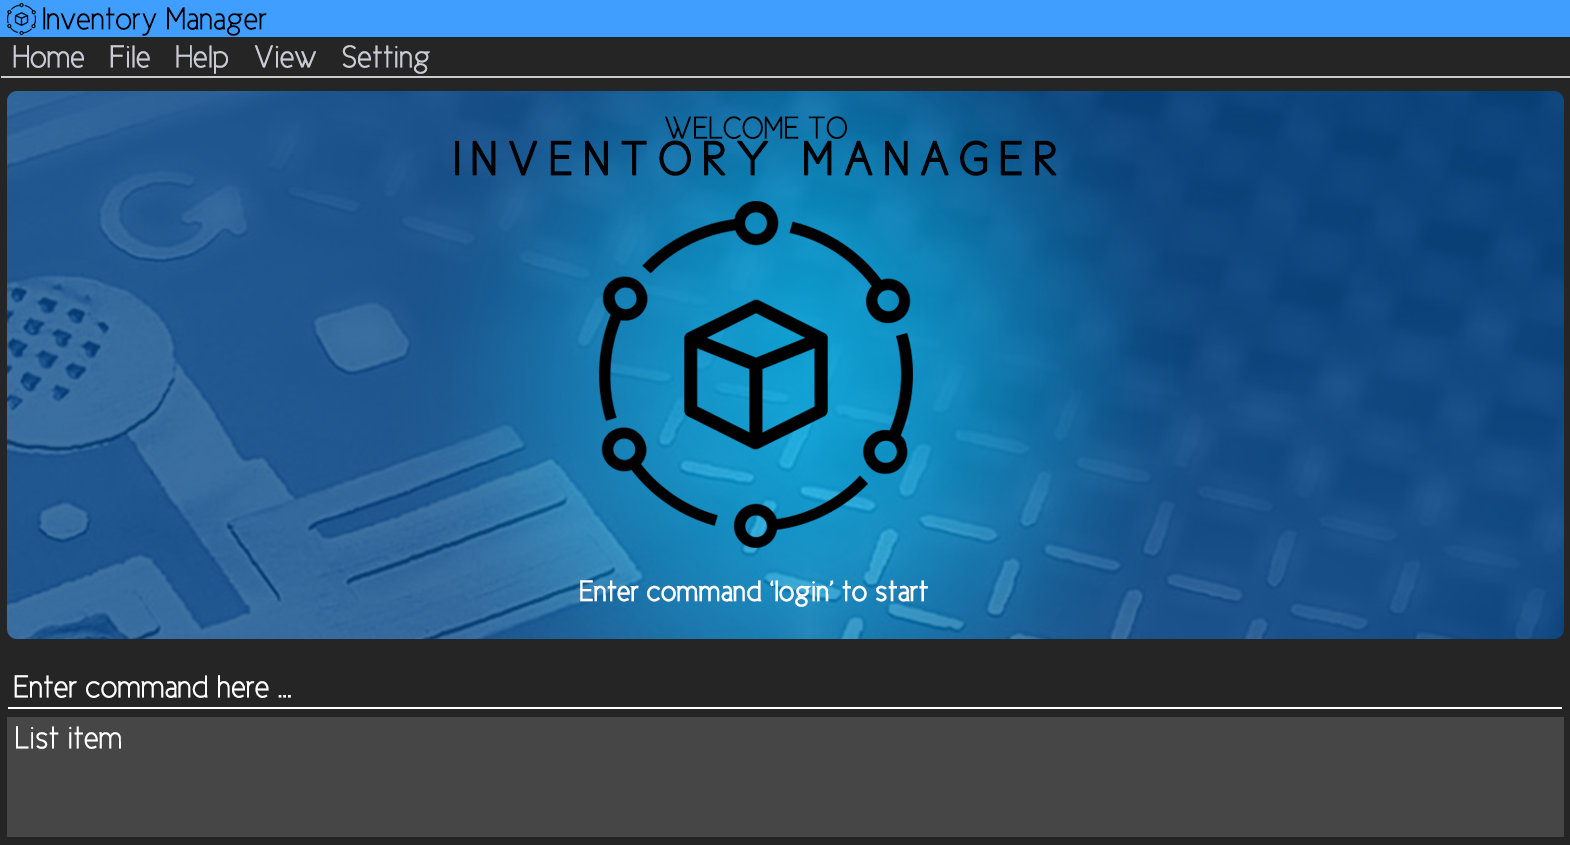 Inventory Manager
Home File Help View Setting
WELCOME TO
INVENTORY MANAGER
Enter command ‘login’ to start
Enter command here ...
List item